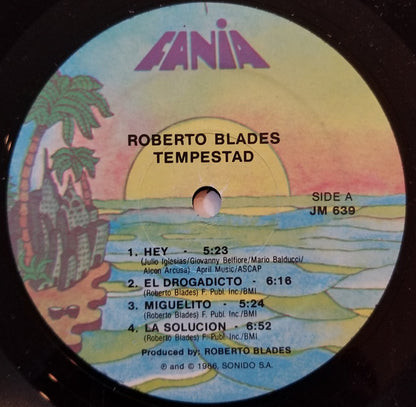 FANIA
ROBERTO BLADES
TEMPESTAD
SIDE A
JM 639
1. HEY - 5:23
(Julio Iglesias/Giovanny Belfiore/Mario Balducci/
Alcen Arcusa) April Music/ASCAP
2. EL DROGADICTO - 6:16
(Roberto Blades) F. Publ. Inc./BMI
3. MIGUELITO - 5:24
(Roberto Blades) F. Publ. Inc./BMI
4. LA SOLUCION - 6:52
(Roberto Blades) F. Publ. Inc./BMI
Produced by: ROBERTO BLADES
℗ and © 1986, SONIDO S.A.